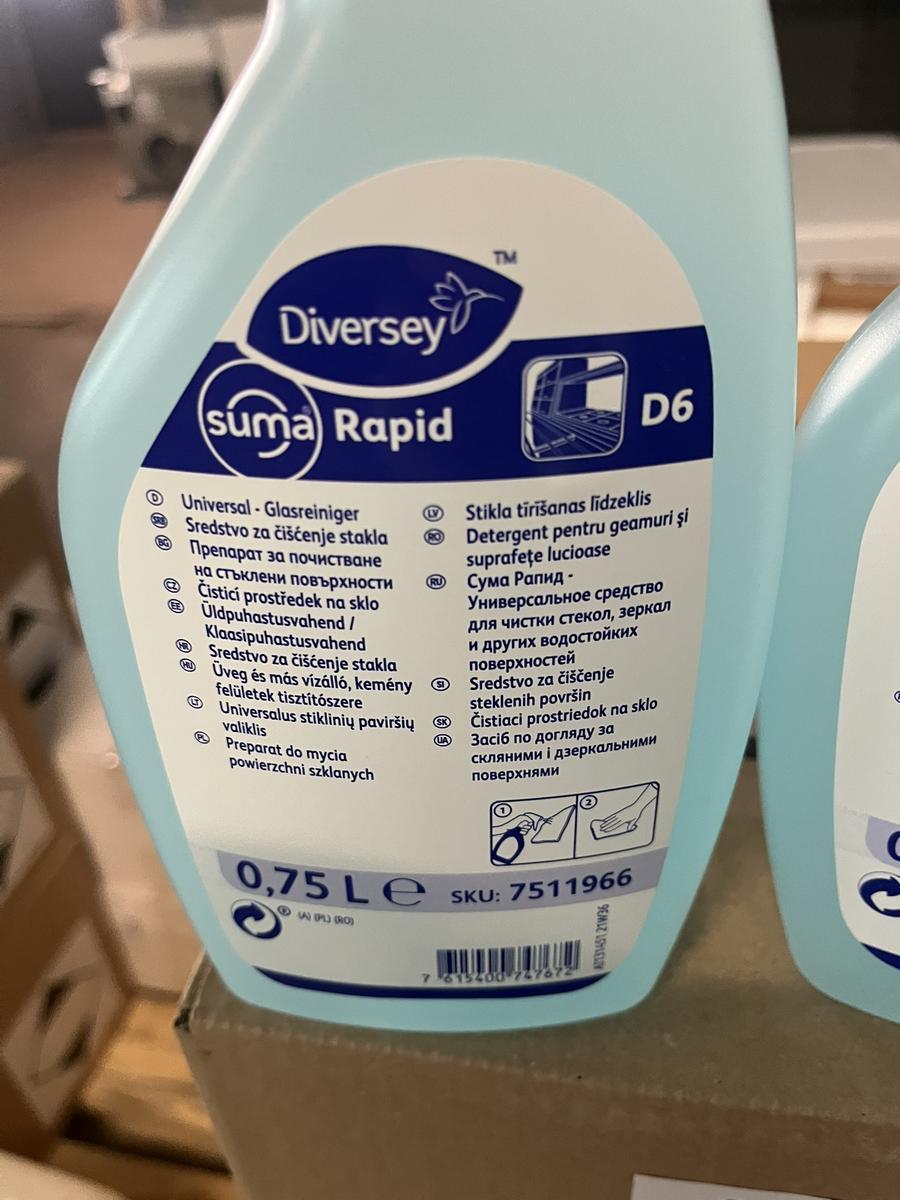 Diversey™
suma® Rapid
D6
D Universal - Glasreiniger
SRB Sredstvo za čišćenje stakla
BG Препарат за почистване
на стъклени повърхности
CZ Čisticí prostředek na sklo
EE Üldpuhastusvahend /
Klaasipuhastusvahend
HR Sredstvo za čišćenje stakla
HU Üveg és más vízálló, kemény
felületek tisztítószere
LT Universalus stiklinių paviršių
valiklis
PL Preparat do mycia
powierzchni szklanych
LV Stikla tīrīšanas līdzeklis
RO Detergent pentru geamuri şi
suprafeţe lucioase
RU Сума Рапид -
Универсальное средство
для чистки стекол, зеркал
и других водостойких
поверхностей
SI Sredstvo za čiščenje
steklenih površin
SK Čistiaci prostriedok na sklo
UA Засіб по догляду за
скляними і дзеркальними
поверхнями
1 2
0,75 L e SKU: 7511966
(A) (PL) (RO)
A0131451 21W36
7 615400 747672